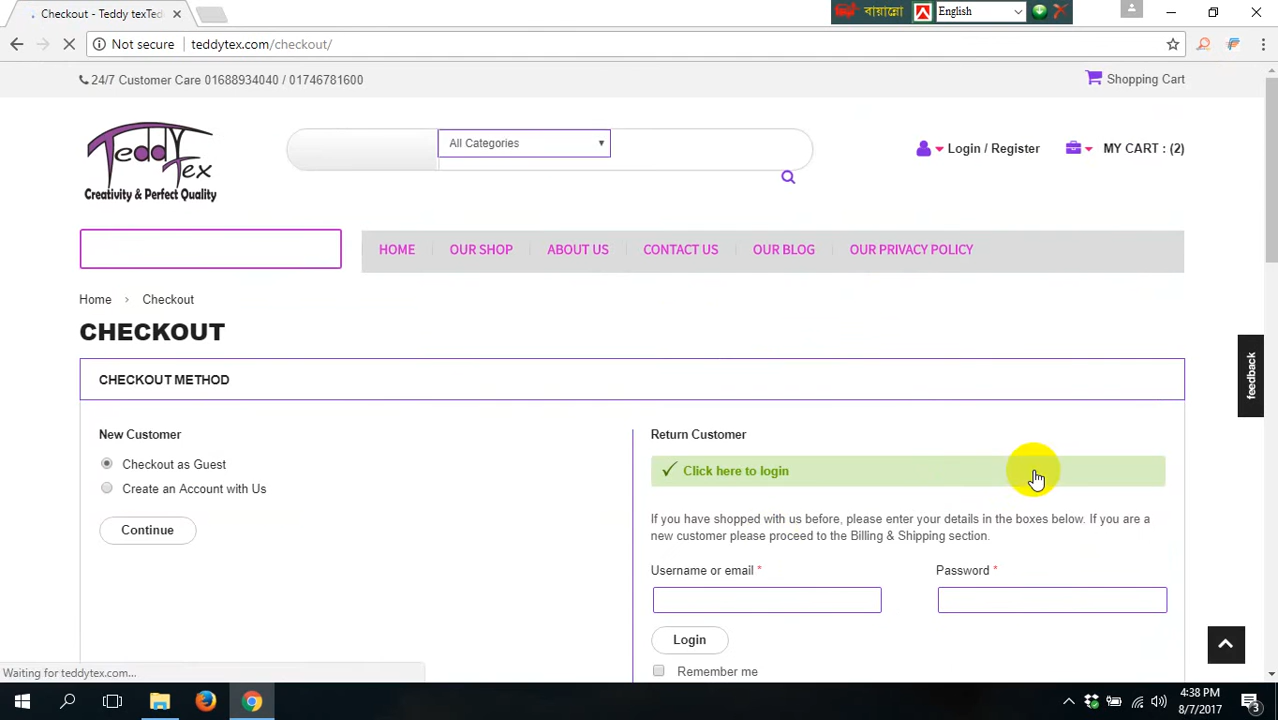 Checkout - Teddy texTed
বায়ান্নো
English
Not secure
teddytex.com/checkout/
24/7 Customer Care 01688934040 / 01746781600
Shopping Cart
Teddy Tex
Creativity & Perfect Quality
All Categories
Login / Register
MY CART : (2)
HOME
OUR SHOP
ABOUT US
CONTACT US
OUR BLOG
OUR PRIVACY POLICY
Home
Checkout
CHECKOUT
CHECKOUT METHOD
feedback
New Customer
Checkout as Guest
Create an Account with Us
Continue
Return Customer
Click here to login
If you have shopped with us before, please enter your details in the boxes below. If you are a
new customer please proceed to the Billing & Shipping section.
Username or email *
Password *
Login
Remember me
Waiting for teddytex.com...
4:38 PM
8/7/2017
3